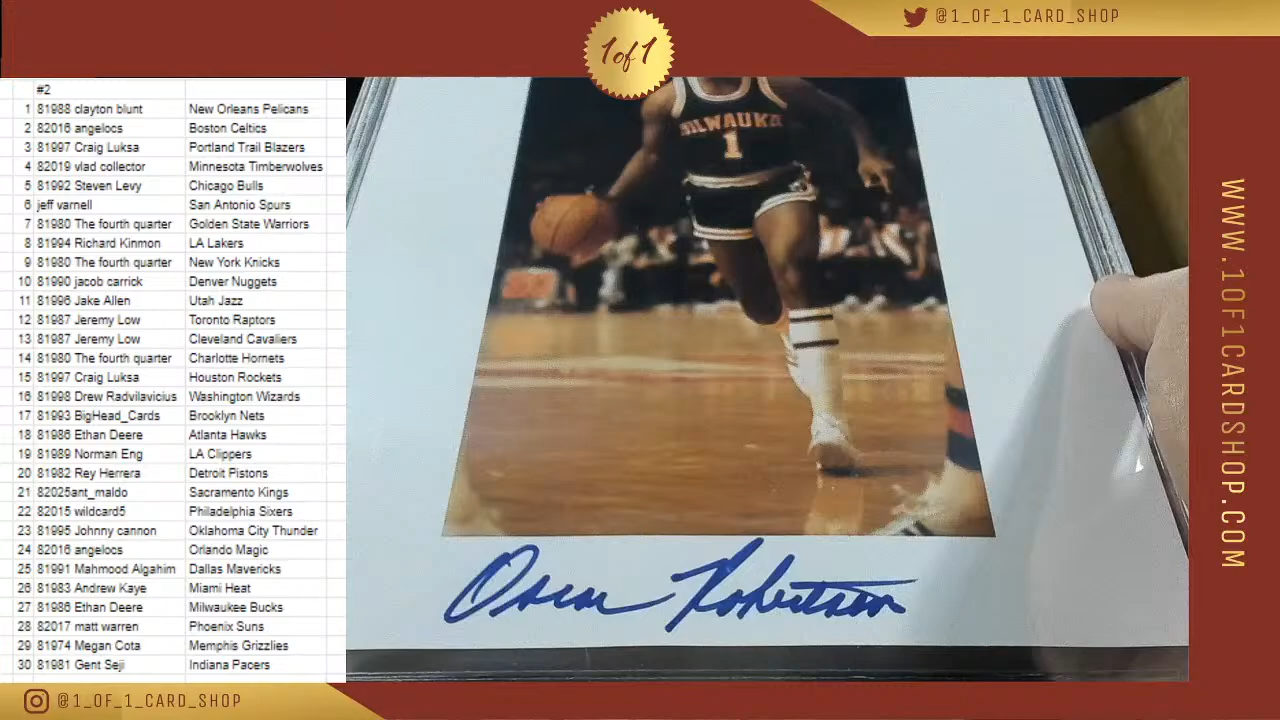 @1_OF_1_CARD_SHOP
1of1
#2
1 81988 clayton blunt New Orleans Pelicans
2 82016 angelocs Boston Celtics
3 81997 Craig Luksa Portland Trail Blazers
4 82019 vlad collector Minnesota Timberwolves
5 81992 Steven Levy Chicago Bulls
6 jeff varnell San Antonio Spurs
7 81980 The fourth quarter Golden State Warriors
8 81994 Richard Kinmon LA Lakers
9 81980 The fourth quarter New York Knicks
10 81990 jacob carrick Denver Nuggets
11 81996 Jake Allen Utah Jazz
12 81987 Jeremy Low Toronto Raptors
13 81987 Jeremy Low Cleveland Cavaliers
14 81980 The fourth quarter Charlotte Hornets
15 81997 Craig Luksa Houston Rockets
16 81998 Drew Radvilavicius Washington Wizards
17 81993 BigHead_Cards Brooklyn Nets
18 81986 Ethan Deere Atlanta Hawks
19 81989 Norman Eng LA Clippers
20 81982 Rey Herrera Detroit Pistons
21 82025ant_maldo Sacramento Kings
22 82015 wildcard5 Philadelphia Sixers
23 81995 Johnny cannon Oklahoma City Thunder
24 82016 angelocs Orlando Magic
25 81991 Mahmood Algahim Dallas Mavericks
26 81983 Andrew Kaye Miami Heat
27 81986 Ethan Deere Milwaukee Bucks
28 82017 matt warren Phoenix Suns
29 81974 Megan Cota Memphis Grizzlies
30 81981 Gent Seji Indiana Pacers
MILWAUKE
1
Oscar Robertson
WWW.1OF1CARDSHOP.COM
@1_OF_1_CARD_SHOP